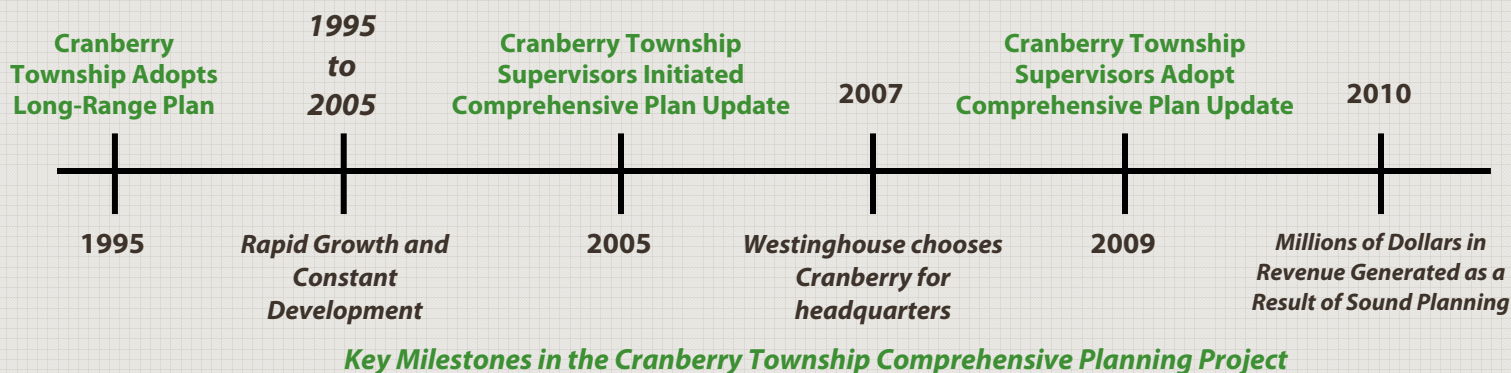 Cranberry
Township Adopts
Long-Range Plan
1995
1995
to
2005
Rapid Growth and
Constant
Development
Cranberry Township
Supervisors Initiated
Comprehensive Plan Update
2005
2007
Westinghouse chooses
Cranberry for
headquarters
Cranberry Township
Supervisors Adopt
Comprehensive Plan Update
2009
2010
Millions of Dollars in
Revenue Generated as a
Result of Sound Planning
Key Milestones in the Cranberry Township Comprehensive Planning Project